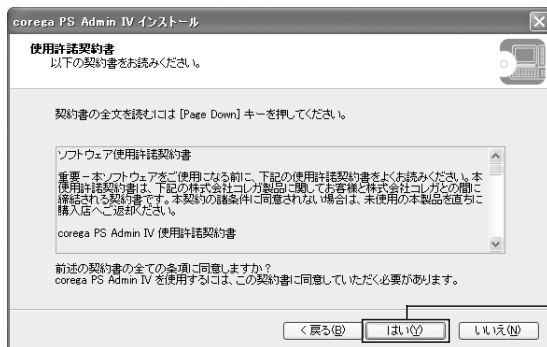 corega PS Admin IV インストール
使用許諾契約書
以下の契約書をお読みください。
契約書の全文を読むには [Page Down] キーを押してください。
ソフトウェア使用許諾契約書
重要－本ソフトウェアをご使用になる前に、下記の使用許諾契約書をよくお読みください。本
使用許諾契約書は、下記の株式会社コレガ製品に関してお客様と株式会社コレガとの間に
締結される契約書です。本契約の諸条件に同意されない場合は、未使用の本製品を直ちに
購入店へご返却ください。
corega PS Admin IV 使用許諾契約書
前述の契約書の全ての条項に同意しますか？
corega PS Admin IV を使用するには、この契約書に同意していただく必要があります。
< 戻る(B)
はい(Y)
いいえ(N)